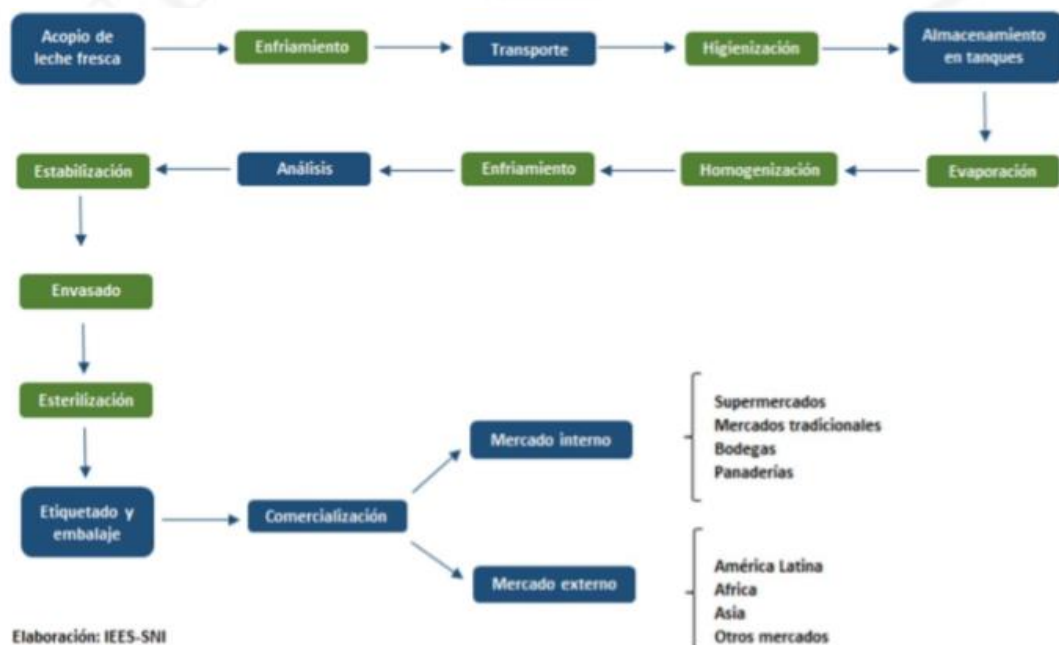 Acopio de
leche fresca
Enfriamiento
Transporte
Higienización
Almacenamiento
en tanques
Estabilización
Análisis
Enfriamiento
Homogenización
Evaporación
Envasado
Esterilización
Etiquetado y
embalaje
Comercialización
Mercado interno
Supermercados
Mercados tradicionales
Bodegas
Panaderías
Mercado externo
América Latina
Africa
Asia
Otros mercados
Elaboración: IEES-SNI